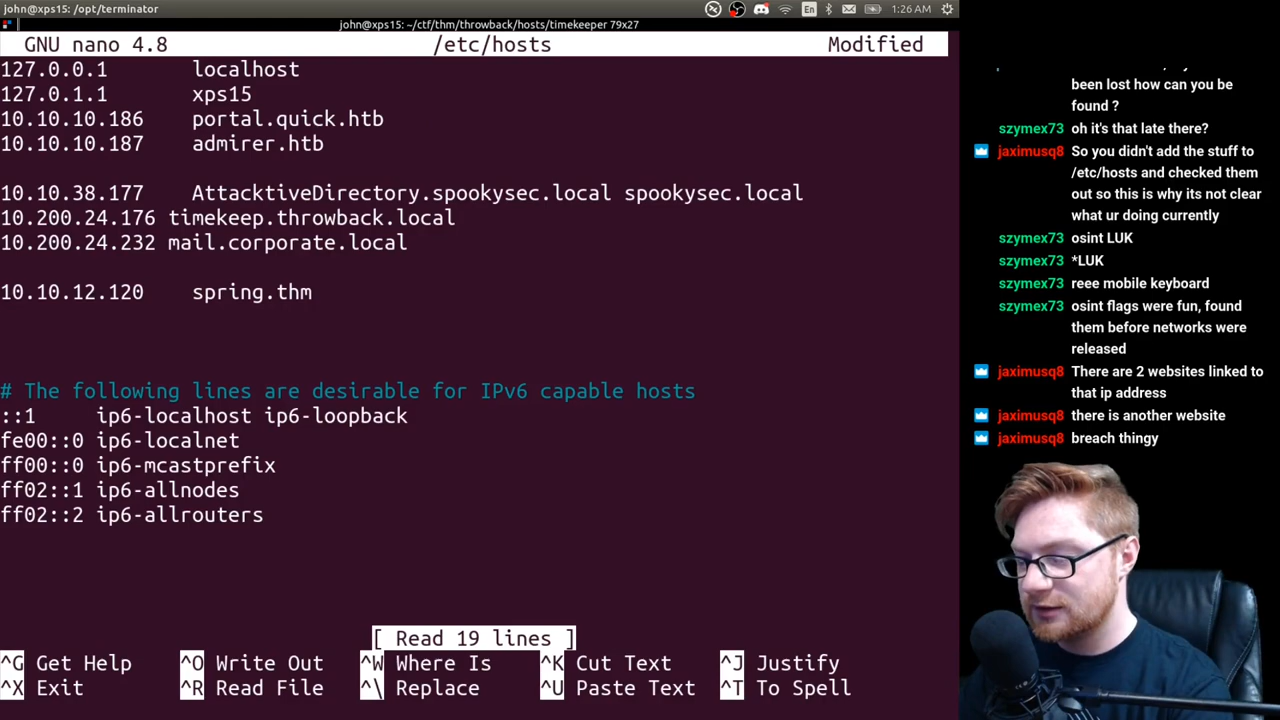 john@xps15: /opt/terminator
En
1:26 AM
john@xps15: ~/ctf/thm/throwback/hosts/timekeeper 79x27
GNU nano 4.8 /etc/hosts Modified
127.0.0.1 localhost
127.0.1.1 xps15
10.10.10.186 portal.quick.htb
10.10.10.187 admirer.htb
10.10.38.177 AttacktiveDirectory.spookysec.local spookysec.local
10.200.24.176 timekeep.throwback.local
10.200.24.232 mail.corporate.local
10.10.12.120 spring.thm
# The following lines are desirable for IPv6 capable hosts
::1 ip6-localhost ip6-loopback
fe00::0 ip6-localnet
ff00::0 ip6-mcastprefix
ff02::1 ip6-allnodes
ff02::2 ip6-allrouters
[ Read 19 lines ]
^G Get Help ^O Write Out ^W Where Is ^K Cut Text ^J Justify
^X Exit ^R Read File ^\ Replace ^U Paste Text ^T To Spell
been lost how can you be
found ?
szymex73 oh it's that late there?
jaximusq8 So you didn't add the stuff to
/etc/hosts and checked them
out so this is why its not clear
what ur doing currently
szymex73 osint LUK
szymex73 *LUK
szymex73 reee mobile keyboard
szymex73 osint flags were fun, found
them before networks were
released
jaximusq8 There are 2 websites linked to
that ip address
jaximusq8 there is another website
jaximusq8 breach thingy